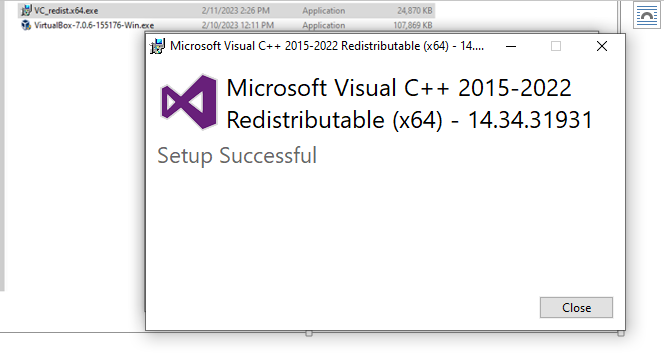 VC_redist.x64.exe 2/11/2023 2:26 PM Application 24,870 KB
VirtualBox-7.0.6-155176-Win.exe 2/10/2023 12:11 PM Application 107,869 KB
Microsoft Visual C++ 2015-2022 Redistributable (x64) - 14....
Microsoft Visual C++ 2015-2022
Redistributable (x64) - 14.34.31931
Setup Successful
Close